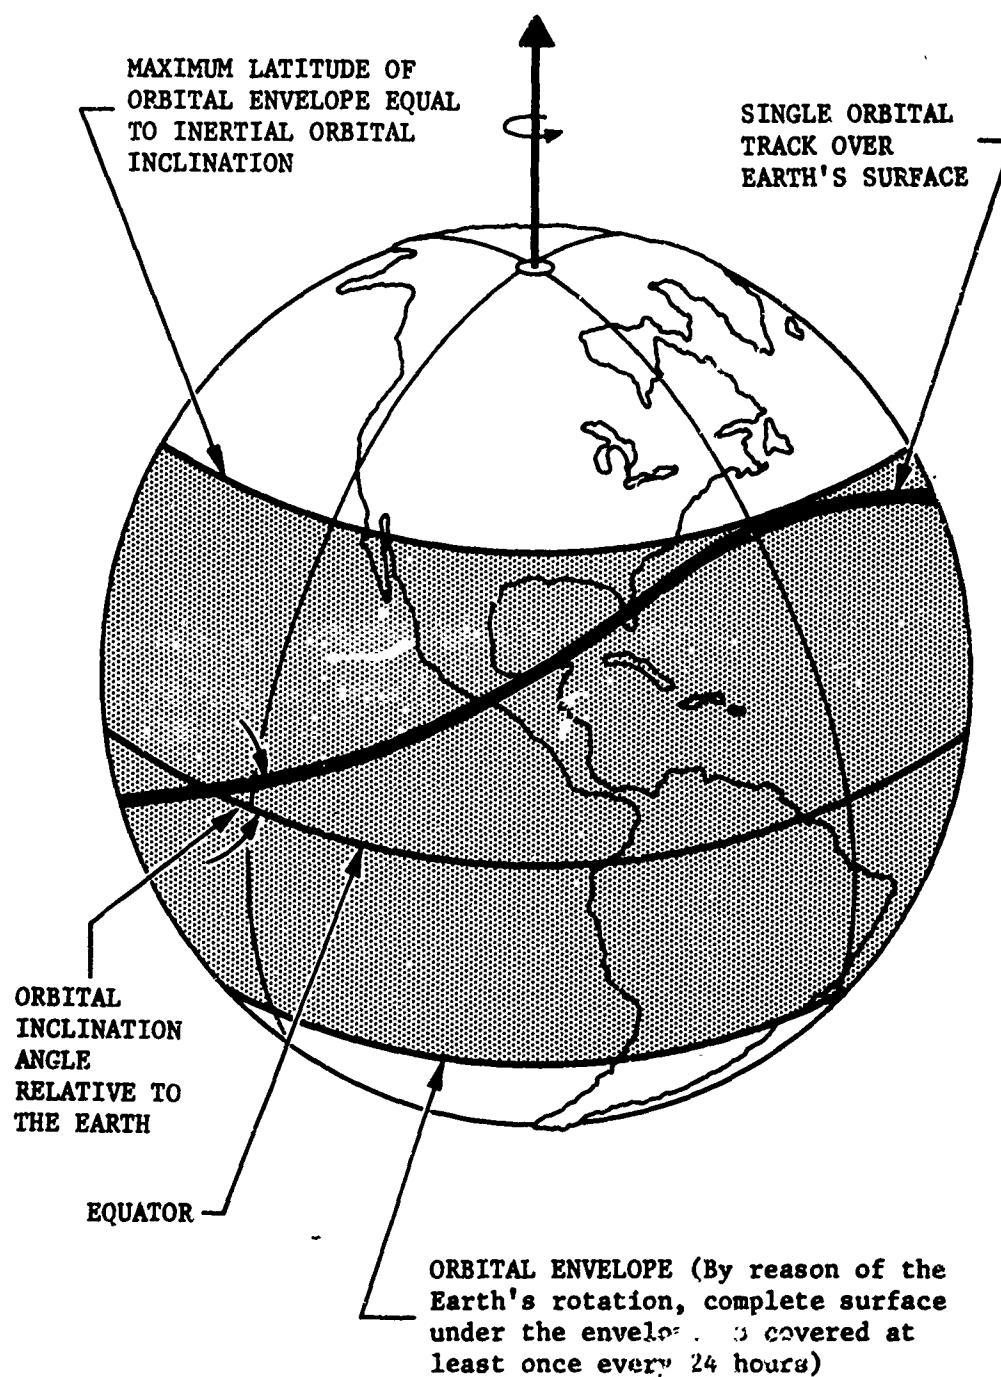 MAXIMUM LATITUDE OF
ORBITAL ENVELOPE EQUAL
TO INERTIAL ORBITAL
INCLINATION
SINGLE ORBITAL
TRACK OVER
EARTH'S SURFACE
ORBITAL
INCLINATION
ANGLE
RELATIVE TO
THE EARTH
EQUATOR
ORBITAL ENVELOPE (By reason of the
Earth's rotation, complete surface
under the covered at
least once every 24 hours)